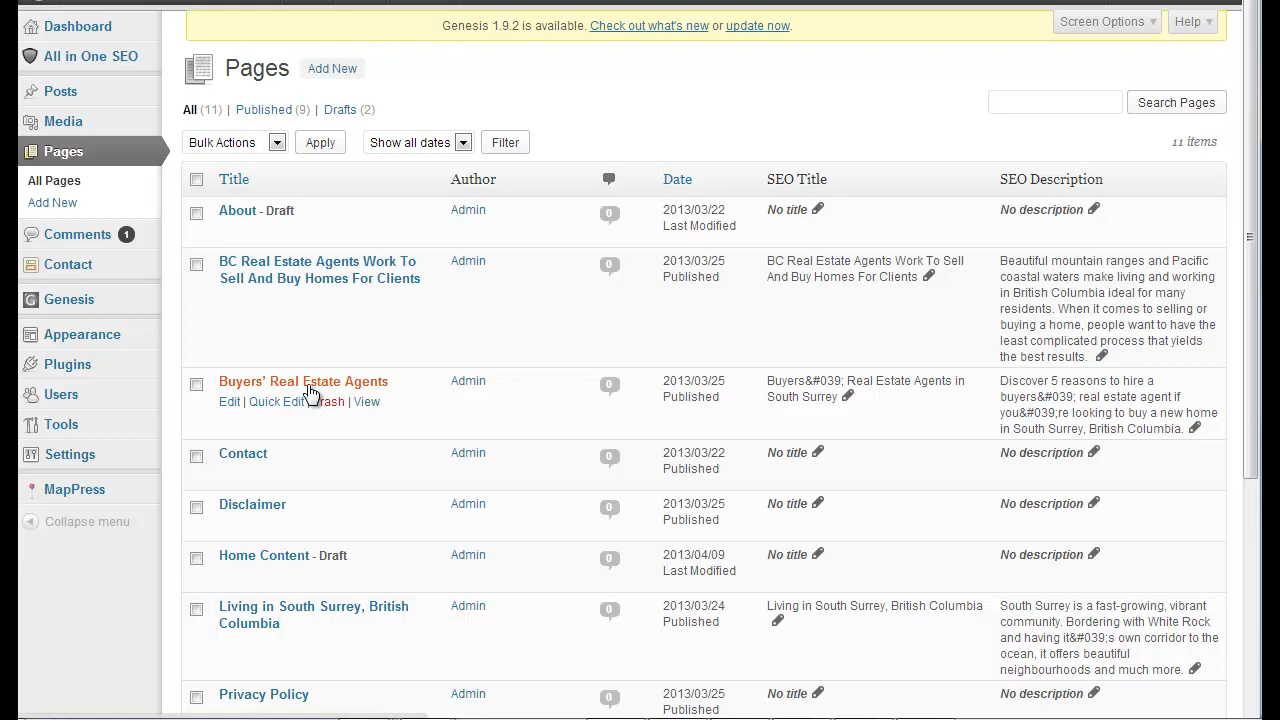 Dashboard
All in One SEO
Posts
Media
Pages
All Pages
Add New
Comments 1
Contact
Genesis
Appearance
Plugins
Users
Tools
Settings
MapPress
Collapse menu
Genesis 1.9.2 is available. Check out what's new or update now.
Screen Options Help
Pages Add New
All (11) | Published (9) | Drafts (2)
Search Pages
Bulk Actions Apply Show all dates Filter
11 items
Title Author Date SEO Title SEO Description
About - Draft Admin 0 2013/03/22 No title No description
Last Modified
BC Real Estate Agents Work To Admin 0 2013/03/25 BC Real Estate Agents Work To Sell Beautiful mountain ranges and Pacific
Sell And Buy Homes For Clients Published And Buy Homes For Clients coastal waters make living and working
in British Columbia ideal for many
residents. When it comes to selling or
buying a home, people want to have the
least complicated process that yields
the best results.
Buyers' Real Estate Agents Admin 0 2013/03/25 Buyers&#039; Real Estate Agents in Discover 5 reasons to hire a
Edit | Quick Edit Trash | View Published South Surrey buyers&#039; real estate agent if
you&#039;re looking to buy a new home
in South Surrey, British Columbia.
Contact Admin 0 2013/03/22 No title No description
Published
Disclaimer Admin 0 2013/03/25 No title No description
Published
Home Content - Draft Admin 0 2013/04/09 No title No description
Last Modified
Living in South Surrey, British Admin 0 2013/03/24 Living in South Surrey, British Columbia South Surrey is a fast-growing, vibrant
Columbia Published community. Bordering with White Rock
and having it&#039;s own corridor to the
ocean, it offers beautiful
neighbourhoods and much more.
Privacy Policy Admin 0 2013/03/25 No title No description
Published